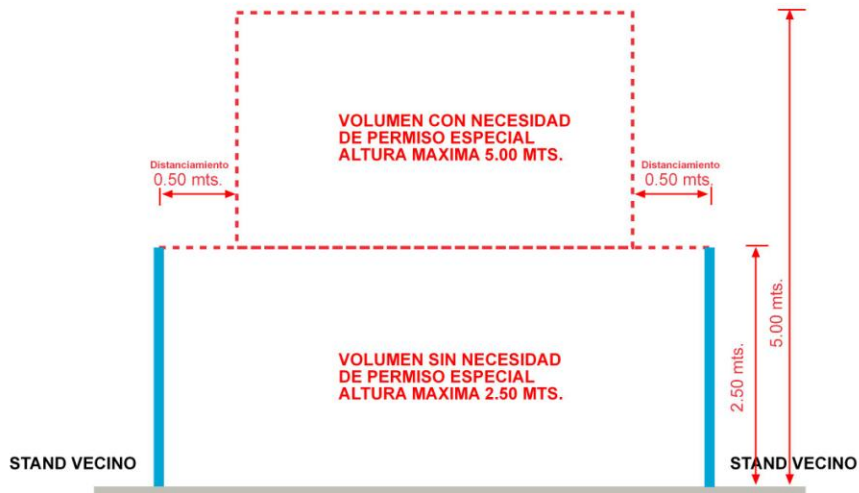 VOLUMEN CON NECESIDAD
DE PERMISO ESPECIAL
ALTURA MAXIMA 5.00 MTS.
Distanciamiento
0.50 mts.
Distanciamiento
0.50 mts.
5.00 mts.
2.50 mts.
VOLUMEN SIN NECESIDAD
DE PERMISO ESPECIAL
ALTURA MAXIMA 2.50 MTS.
STAND VECINO
STAND VECINO